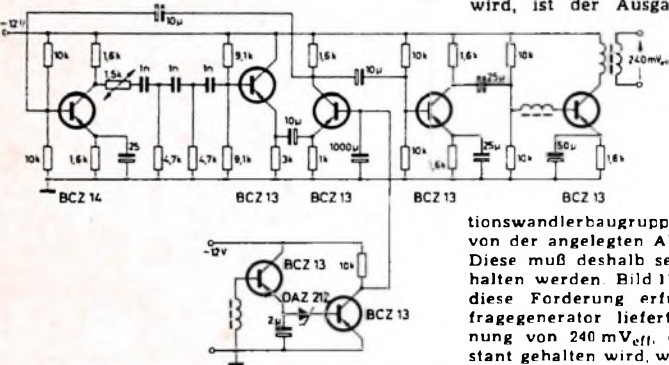 wird, ist der Ausga
-12V
nx
10µ
10k
1,6k
1,5k
1n
1n
1n
9,1k
1,6k
10µ
10k
1,6k
25µ
10k
240mVeff
10k
1,6k
25
4,7k
4,7k
9,1k
10µ
3k
1k
1000µ
10k
1,6k
25µ
10k
50µ
1,6k
BCZ 14
BCZ 13
BCZ 13
BCZ 13
BCZ 13
-12V
BCZ 13
10k
OAZ 212
2µ
BCZ 13
tionswandlerbaugrupp
von der angelegten A
Diese muß deshalb se
halten werden. Bild 1
diese Forderung erfü
fragegenerator liefert
nung von 240 mVeff,
stant gehalten wird, w